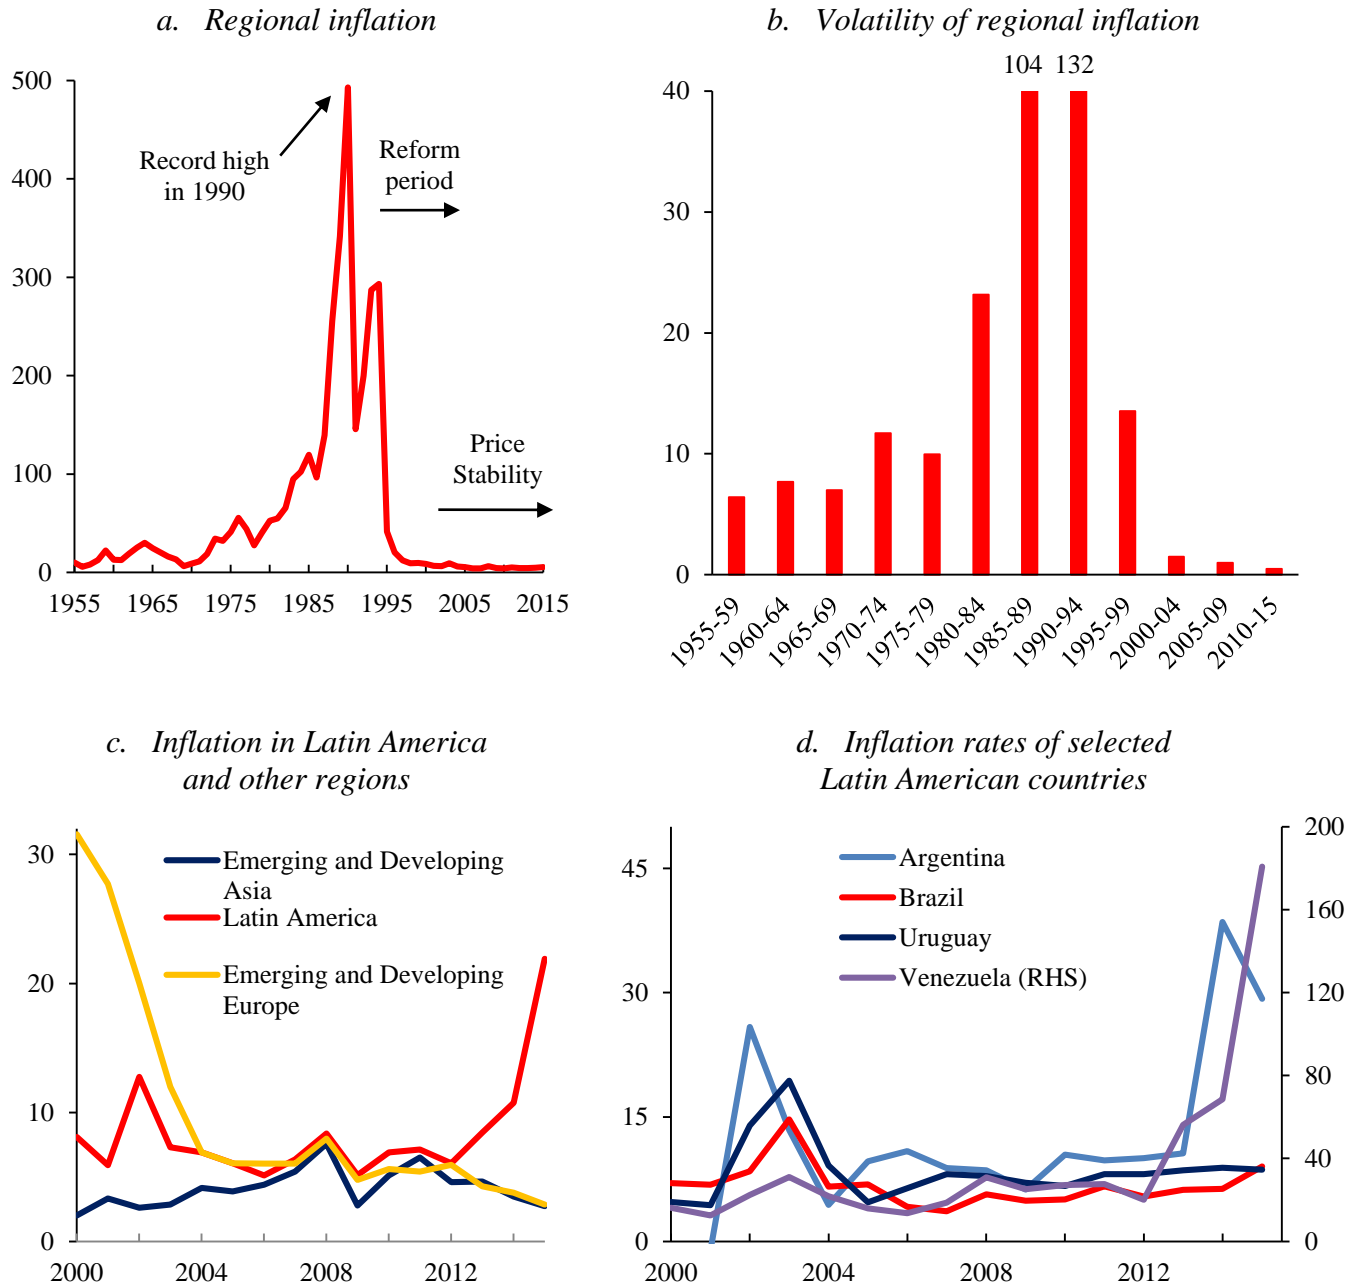 a. Regional inflation
500
400
300
200
100
0
1955
1965
1975
1985
1995
2005
2015
Record high
in 1990
Reform
period
Price
Stability
b. Volatility of regional inflation
104 132
40
30
20
10
0
1955-59
1960-64
1965-69
1970-74
1975-79
1980-84
1985-89
1990-94
1995-99
2000-04
2005-09
2010-15
c. Inflation in Latin America
and other regions
30
20
10
0
2000
2004
2008
2012
Emerging and Developing
Asia
Latin America
Emerging and Developing
Europe
d. Inflation rates of selected
Latin American countries
45
30
15
0
200
160
120
80
40
0
2000
2004
2008
2012
Argentina
Brazil
Uruguay
Venezuela (RHS)